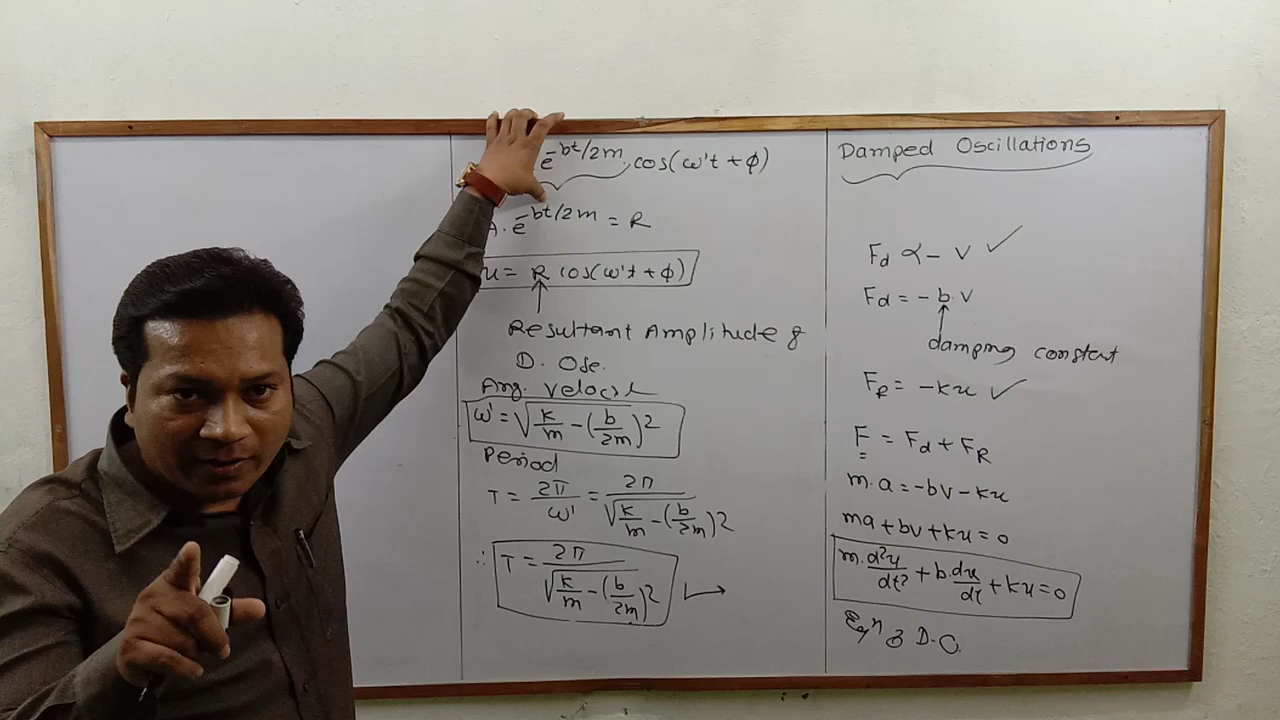 e^-bt/2m. cos(ω't + φ)
A. e^-bt/2m = R
x = R cos(ω't + φ)
Resultant Amplitude of
D. Osc.
Ang. Velocity
ω' = √k/m - (b/2m)²
Period
T = 2π/ω' = 2π/√k/m - (b/2m)²
∴ T = 2π/√k/m - (b/2m)²
Damped Oscillations
Fd ∝ - v ✓
Fd = - b. v
damping constant
FR = - kx ✓
F = Fd + FR
m. a = -bv - kx
ma + bv + kx = 0
m. d²x/dt² + b. dx/dt + kx = 0
Eqn of D. O.